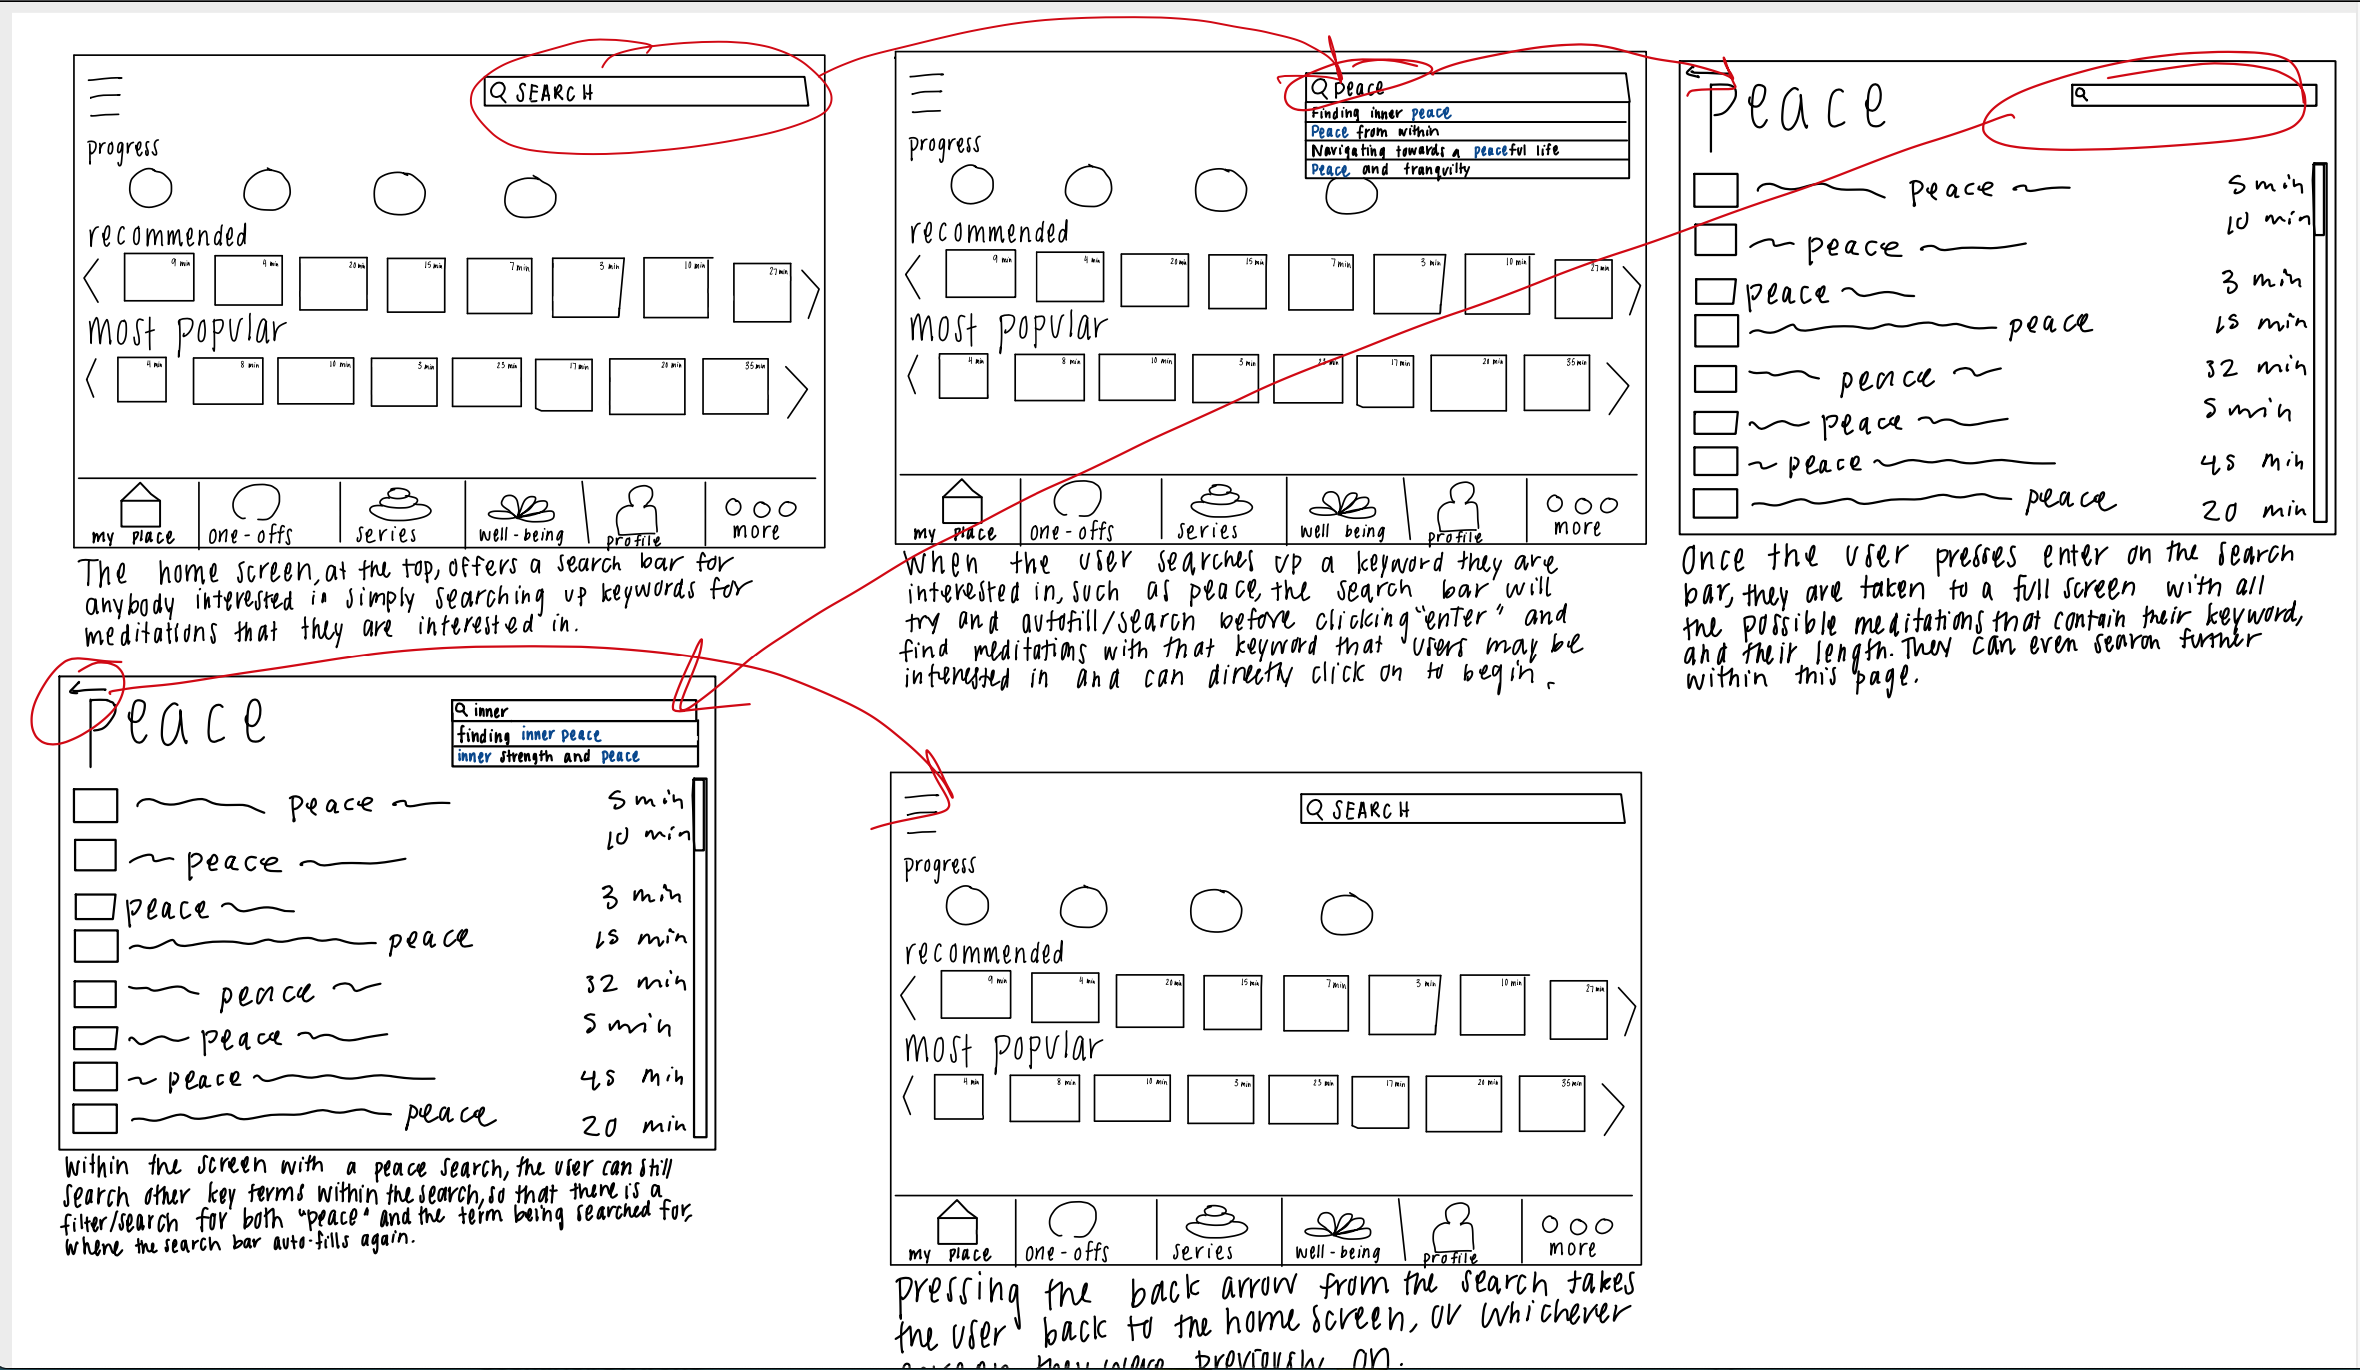 SEARCH
progress
recommended
9 min 4 min 20 min 15 min 7 min 3 min 10 min 27 min
most popular
4 min 8 min 10 min 3 min 23 min 17 min 20 min 35 min
my place one-offs series well-being profile more
The home screen, at the top, offers a search bar for
anybody interested in simply searching up keywords for
meditations that they are interested in.
peace
Finding inner peace
Peace from within
Navigating towards a peaceful life
Peace and tranquilty
progress
recommended
9 min 4 min 20 min 15 min 7 min 3 min 10 min 27 min
most popular
4 min 8 min 10 min 3 min 23 min 17 min 20 min 35 min
my place one-offs series well being profile more
When the user searches up a keyword they are
interested in, such as peace, the search bar will
try and autofill/search before clicking "enter" and
find meditations with that keyword that users may be
interested in and can directly click on to begin.
Peace
peace 5 min
peace 10 min
peace 3 min
peace 15 min
peace 32 min
peace 5 min
peace 45 min
peace 20 min
Once the user presses enter on the search
bar, they are taken to a full screen with all
the possible meditations that contain their keyword,
and their length. They can even search further
within this page.
Peace
inner
finding inner peace
inner strength and peace
peace 5 min
peace 10 min
peace 3 min
peace 15 min
peace 32 min
peace 5 min
peace 45 min
peace 20 min
Within the screen with a peace search, the user can still
search other key terms within the search, so that there is a
filter/search for both "peace" and the term being searched for,
where the search bar auto-fills again.
SEARCH
progress
recommended
9 min 4 min 20 min 15 min 7 min 3 min 10 min 27 min
most popular
4 min 8 min 10 min 3 min 23 min 17 min 20 min 35 min
my place one-offs series well-being profile more
Pressing the back arrow from the search takes
the user back to the home screen, or whichever
they were previously on.